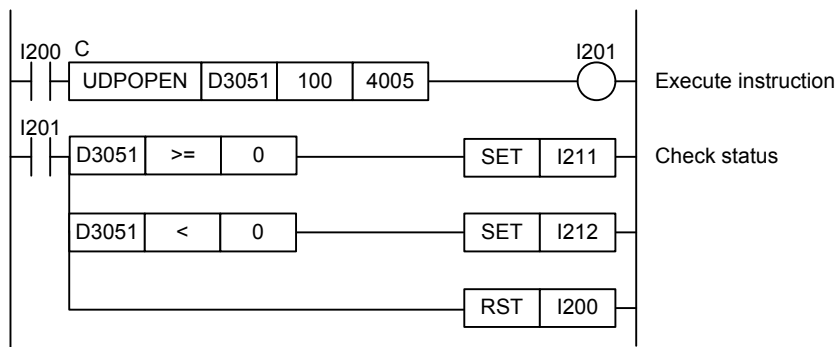 I200 C I201
UDPOPEN D3051 100 4005 Execute instruction
I201
D3051 >= 0 SET I211 Check status
D3051 < 0 SET I212
RST I200